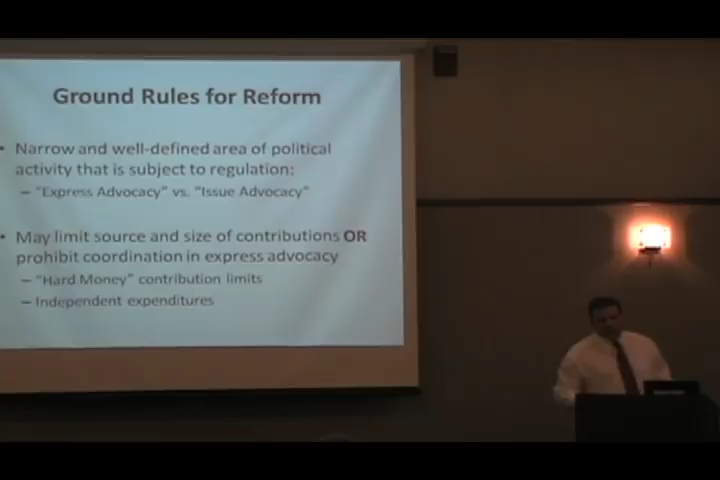 Ground Rules for Reform
• Narrow and well-defined area of political
activity that is subject to regulation:
– "Express Advocacy" vs. "Issue Advocacy"
• May limit source and size of contributions OR
prohibit coordination in express advocacy
– "Hard Money" contribution limits
– Independent expenditures